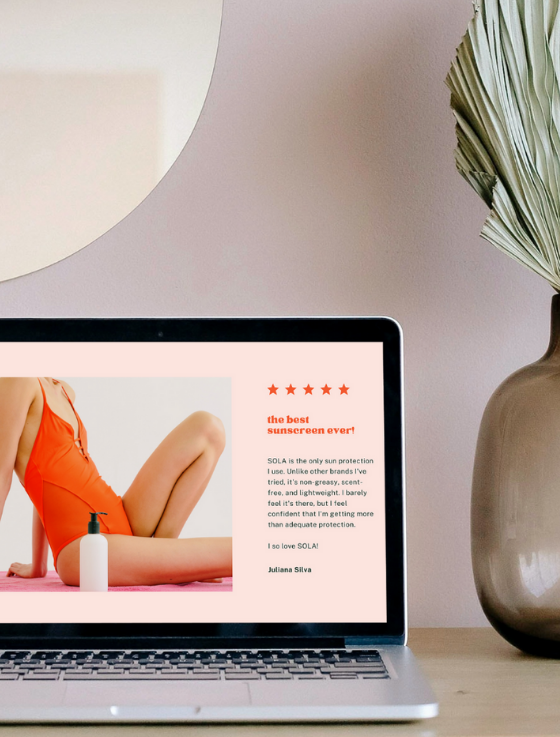 the best
sunscreen ever!
SOLA is the only sun protection
I use. Unlike other brands I've
tried, it's non-greasy, scent-
free, and lightweight. I barely
feel it's there, but I feel
confident that I'm getting more
than adequate protection.
I so love SOLA!
Juliana Silva